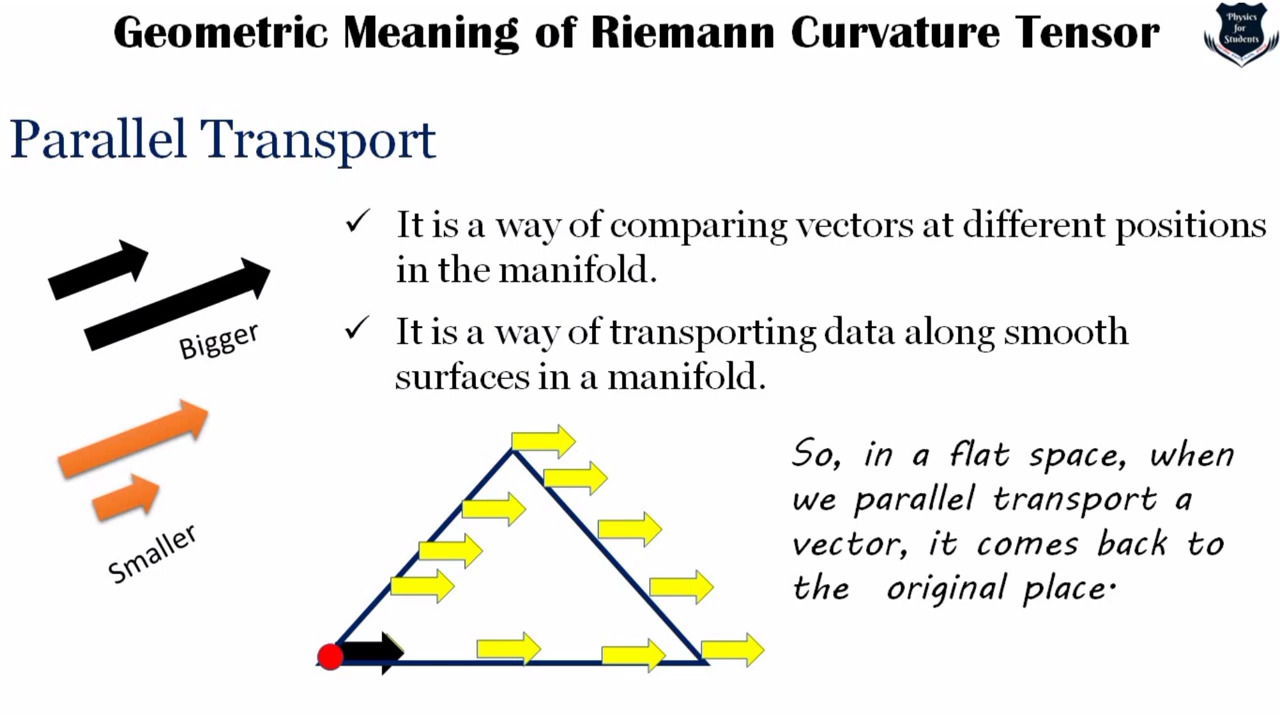 Geometric Meaning of Riemann Curvature Tensor
Physics
for
Students
Parallel Transport
✓ It is a way of comparing vectors at different positions
in the manifold.
Bigger
✓ It is a way of transporting data along smooth
surfaces in a manifold.
Smaller
So, in a flat space, when
we parallel transport a
vector, it comes back to
the original place.